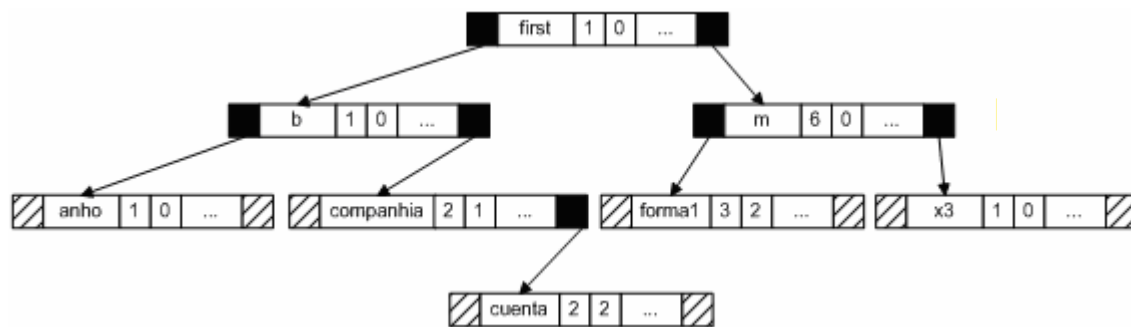 first 1 0 ...
b 1 0 ... m 6 0 ...
anho 1 0 ... companhia 2 1 ... forma1 3 2 ... x3 1 0 ...
cuenta 2 2 ...